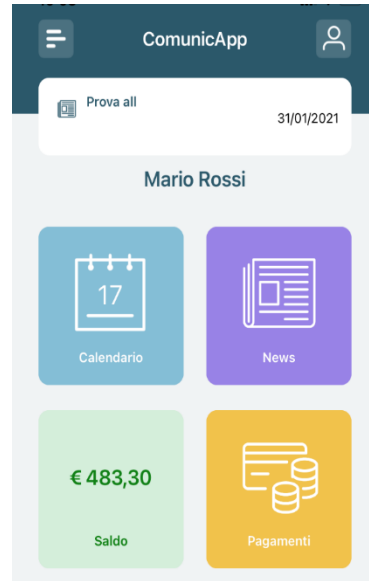 ComunicApp
Prova all
31/01/2021
Mario Rossi
17
Calendario
News
€ 483,30
Saldo
Pagamenti